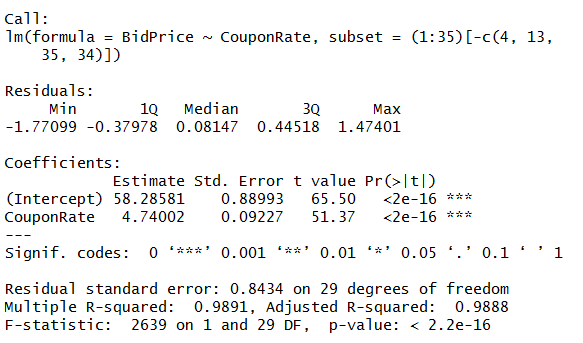 Call:
lm(formula = BidPrice ~ CouponRate, subset = (1:35)[-c(4, 13,
    35, 34)])

Residuals:
     Min       1Q   Median       3Q      Max
-1.77099 -0.37978  0.08147  0.44518  1.47401

Coefficients:
            Estimate Std. Error t value Pr(>|t|)
(Intercept) 58.28581    0.88993   65.50   <2e-16 ***
CouponRate   4.74002    0.09227   51.37   <2e-16 ***
---
Signif. codes:  0 ‘***’ 0.001 ‘**’ 0.01 ‘*’ 0.05 ‘.’ 0.1 ‘ ’ 1

Residual standard error: 0.8434 on 29 degrees of freedom
Multiple R-squared:  0.9891, Adjusted R-squared:  0.9888
F-statistic:  2639 on 1 and 29 DF,  p-value: < 2.2e-16